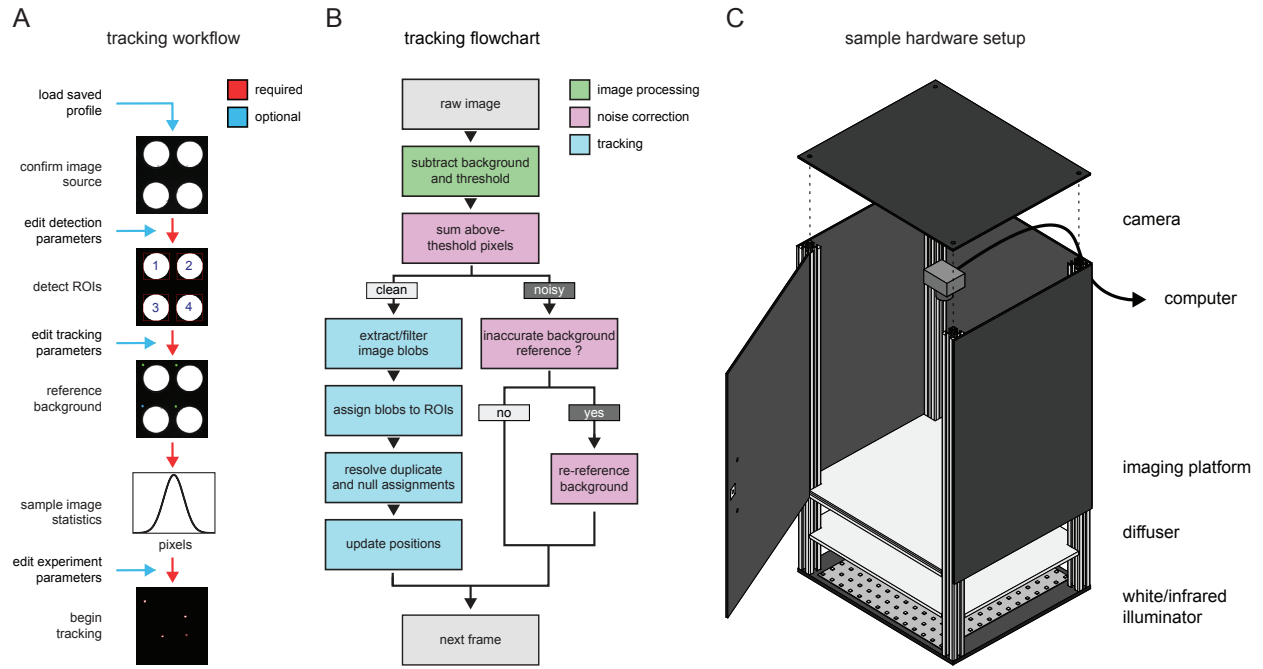 A
tracking workflow
load saved
profile
required
optional
confirm image
source
edit detection
parameters
1
2
3
4
detect ROIs
edit tracking
parameters
reference
background
sample image
statistics
pixels
edit experiment
parameters
begin
tracking
B
tracking flowchart
raw image
image processing
noise correction
tracking
subtract background
and threshold
sum above-
theshold pixels
clean
noisy
extract/filter
image blobs
inaccurate background
reference ?
assign blobs to ROIs
no
yes
resolve duplicate
and null assignments
re-reference
background
update positions
next frame
C
sample hardware setup
camera
computer
imaging platform
diffuser
white/infrared
illuminator